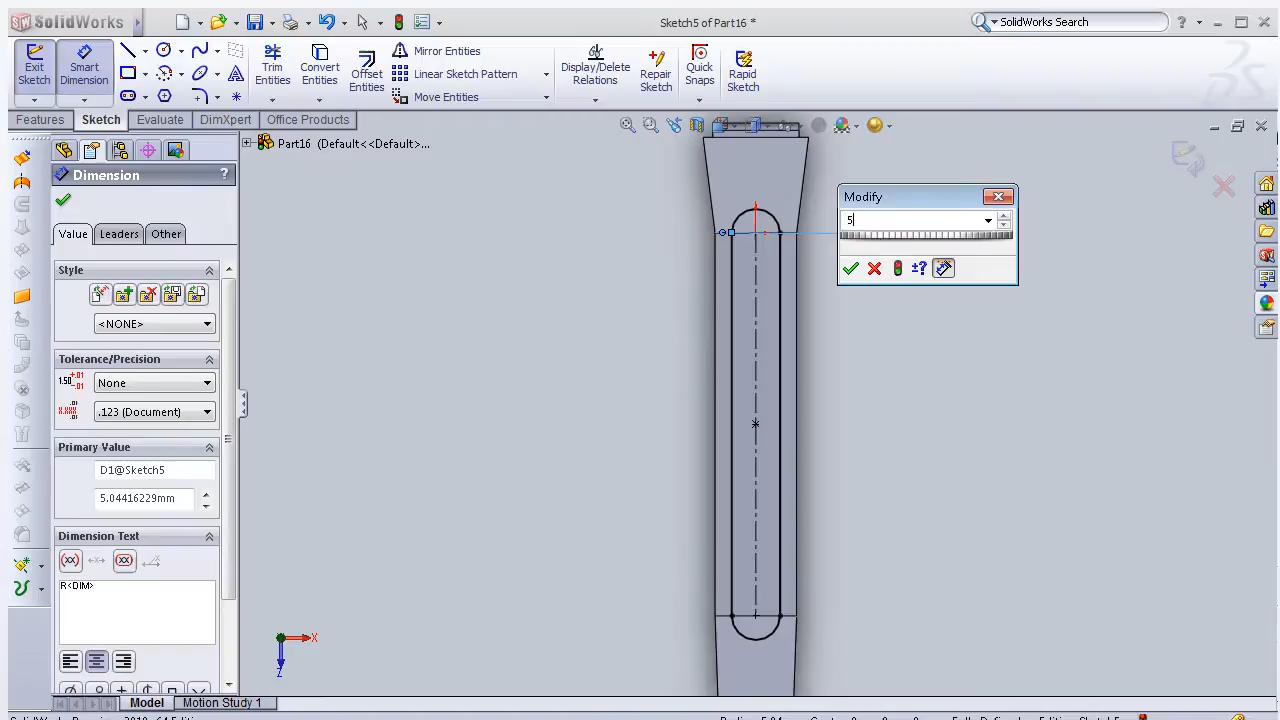 SolidWorks
Sketch5 of Part16 *
SolidWorks Search
Exit Sketch
Smart Dimension
Trim Entities
Convert Entities
Offset Entities
Mirror Entities
Linear Sketch Pattern
Move Entities
Display/Delete Relations
Repair Sketch
Quick Snaps
Rapid Sketch
Features
Sketch
Evaluate
DimXpert
Office Products
Part16 (Default<<Default>...
Dimension
?
Value
Leaders
Other
Style
<NONE>
Tolerance/Precision
None
.123 (Document)
Primary Value
D1@Sketch5
5.04416229mm
Dimension Text
R<DIM>
Modify
5
X
Z
Model
Motion Study 1